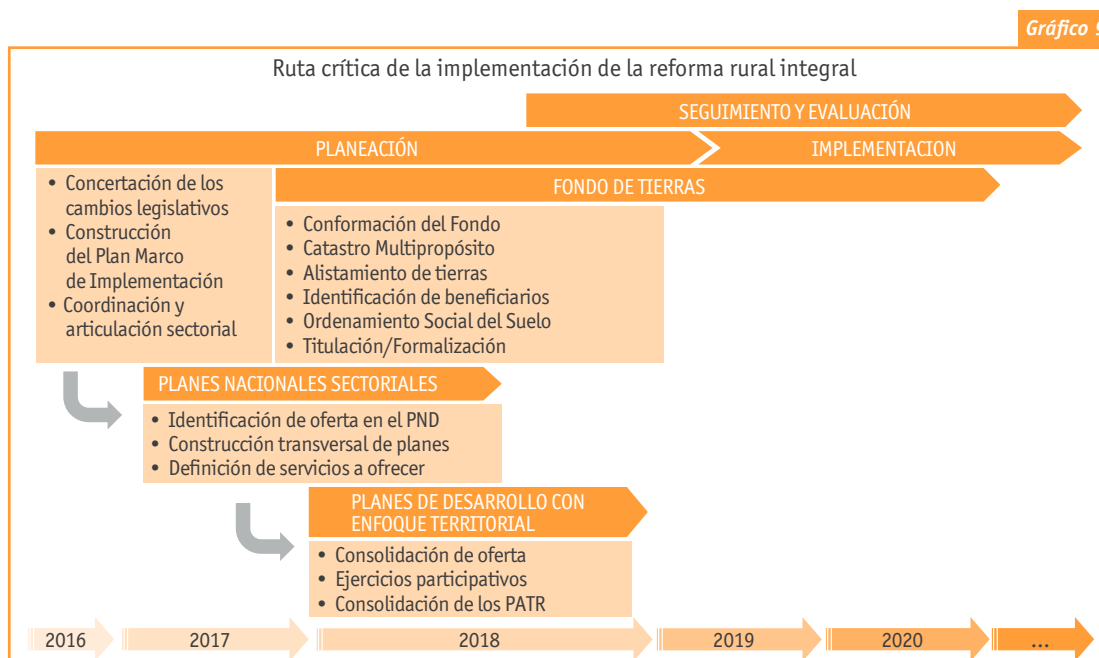 Gráfico 9
Ruta crítica de la implementación de la reforma rural integral
SEGUIMIENTO Y EVALUACIÓN
PLANEACIÓN
IMPLEMENTACION
• Concertación de los
cambios legislativos
• Construcción
del Plan Marco
de Implementación
• Coordinación y
articulación sectorial
FONDO DE TIERRAS
• Conformación del Fondo
• Catastro Multipropósito
• Alistamiento de tierras
• Identificación de beneficiarios
• Ordenamiento Social del Suelo
• Titulación/Formalización
PLANES NACIONALES SECTORIALES
• Identificación de oferta en el PND
• Construcción transversal de planes
• Definición de servicios a ofrecer
PLANES DE DESARROLLO CON
ENFOQUE TERRITORIAL
• Consolidación de oferta
• Ejercicios participativos
• Consolidación de los PATR
2016
2017
2018
2019
2020
...